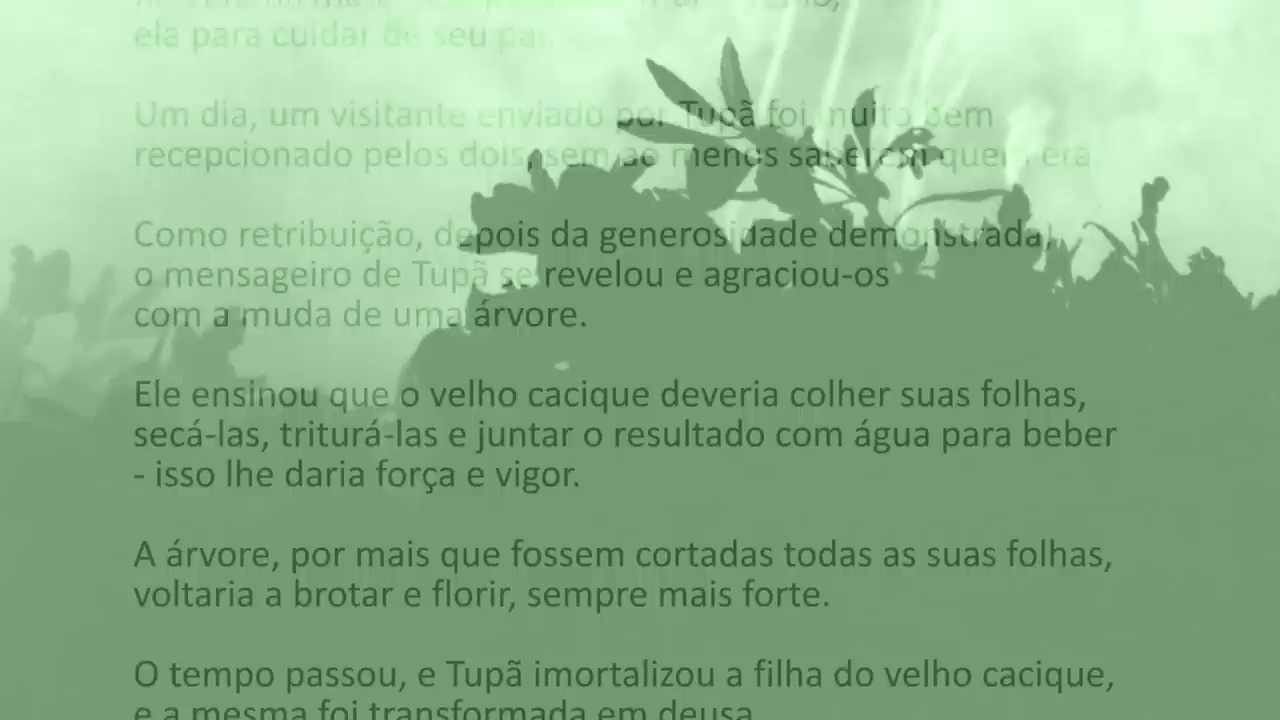 ela para cuidar de seu pai.
Um dia, um visitante enviado por Tupã foi muito bem
recepcionado pelos dois, sem ao menos saberem quem era.
Como retribuição, depois da generosidade demonstrada,
o mensageiro de Tupã se revelou e agraciou-os
com a muda de uma árvore.
Ele ensinou que o velho cacique deveria colher suas folhas,
secá-las, triturá-las e juntar o resultado com água para beber
- isso lhe daria força e vigor.
A árvore, por mais que fossem cortadas todas as suas folhas,
voltaria a brotar e florir, sempre mais forte.
O tempo passou, e Tupã imortalizou a filha do velho cacique,
e a mesma foi transformada em deusa